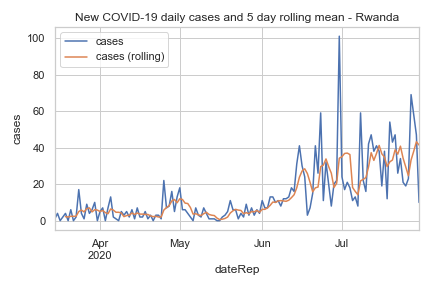 New COVID-19 daily cases and 5 day rolling mean - Rwanda
cases
cases (rolling)
100
80
60
40
20
0
cases
Apr
2020
May
Jun
Jul
dateRep